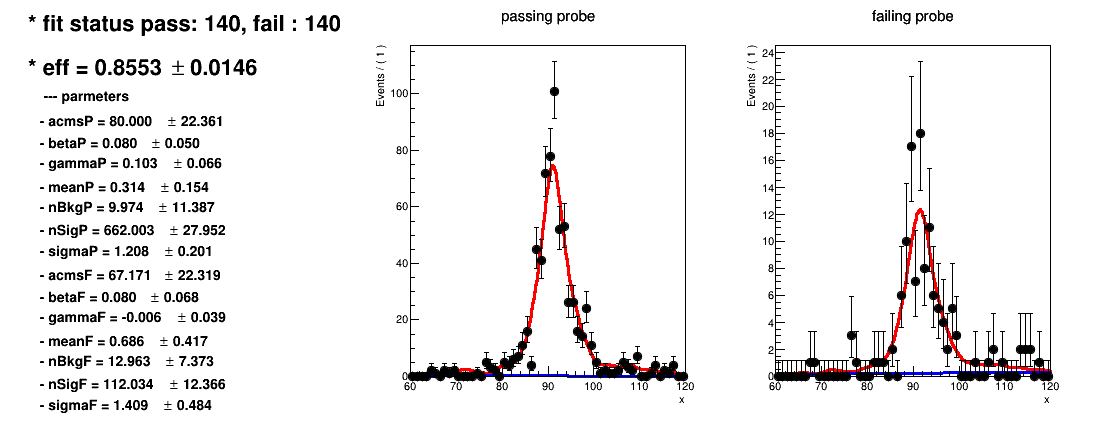 * fit status pass: 140, fail : 140
* eff = 0.8553 ± 0.0146
--- parmeters
- acmsP = 80.000 ± 22.361
- betaP = 0.080 ± 0.050
- gammaP = 0.103 ± 0.066
- meanP = 0.314 ± 0.154
- nBkgP = 9.974 ± 11.387
- nSigP = 662.003 ± 27.952
- sigmaP = 1.208 ± 0.201
- acmsF = 67.171 ± 22.319
- betaF = 0.080 ± 0.068
- gammaF = -0.006 ± 0.039
- meanF = 0.686 ± 0.417
- nBkgF = 12.963 ± 7.373
- nSigF = 112.034 ± 12.366
- sigmaF = 1.409 ± 0.484
passing probe
Events / ( 1 )
100
80
60
40
20
0
60 70 80 90 100 110 120
x
failing probe
Events / ( 1 )
24
22
20
18
16
14
12
10
8
6
4
2
0
60 70 80 90 100 110 120
x